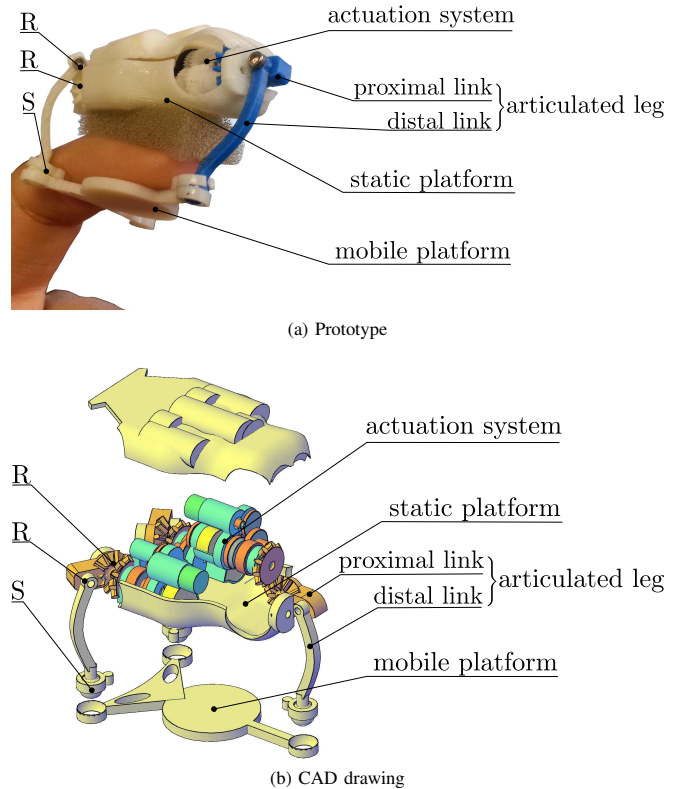 R
actuation system
R
proximal link
articulated leg
S
distal link
static platform
mobile platform
(a) Prototype
actuation system
R
static platform
R
proximal link
articulated leg
S
distal link
mobile platform
(b) CAD drawing